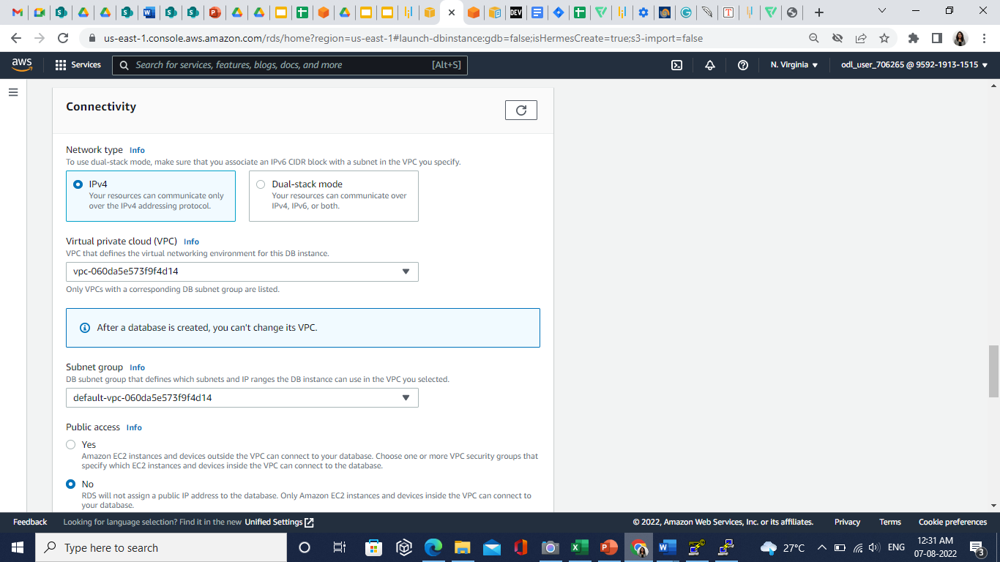 us-east-1.console.aws.amazon.com/rds/home?region=us-east-1#launch-dbinstance:gdb=false;isHermesCreate=true;s3-import=false
aws
Services
Search for services, features, blogs, docs, and more
[Alt+S]
N. Virginia
odl_user_706265 @ 9592-1913-1515
Connectivity
Network type Info
To use dual-stack mode, make sure that you associate an IPv6 CIDR block with a subnet in the VPC you specify.
IPv4
Your resources can communicate only
over the IPv4 addressing protocol.
Dual-stack mode
Your resources can communicate over
IPv4, IPv6, or both.
Virtual private cloud (VPC) Info
VPC that defines the virtual networking environment for this DB instance.
vpc-060da5e573f9f4d14
Only VPCs with a corresponding DB subnet group are listed.
After a database is created, you can't change its VPC.
Subnet group Info
DB subnet group that defines which subnets and IP ranges the DB instance can use in the VPC you selected.
default-vpc-060da5e573f9f4d14
Public access Info
Yes
Amazon EC2 instances and devices outside the VPC can connect to your database. Choose one or more VPC security groups that
specify which EC2 instances and devices inside the VPC can connect to the database.
No
RDS will not assign a public IP address to the database. Only Amazon EC2 instances and devices inside the VPC can connect to
your database.
Feedback
Looking for language selection? Find it in the new Unified Settings
© 2022, Amazon Web Services, Inc. or its affiliates.
Privacy
Terms
Cookie preferences
Type here to search
27°C
ENG
12:31 AM
07-08-2022
3